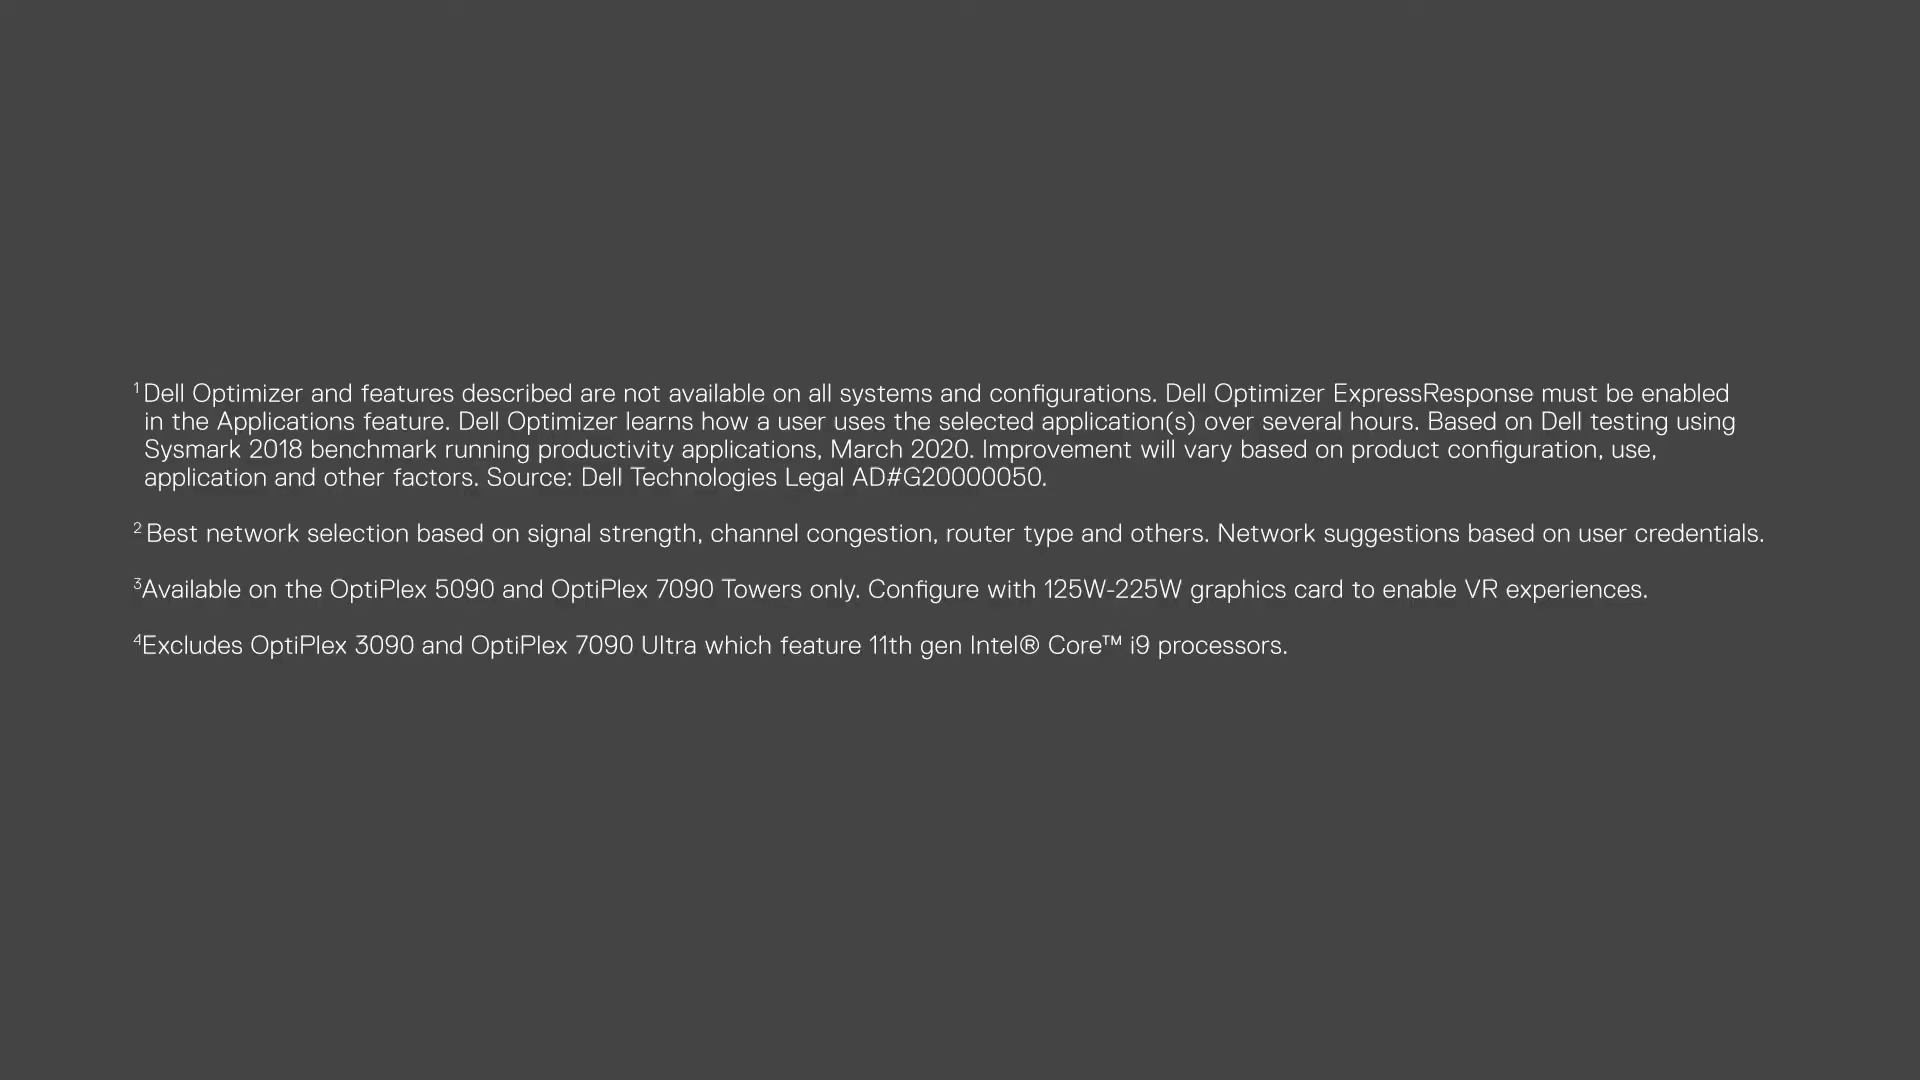 ¹ Dell Optimizer and features described are not available on all systems and configurations. Dell Optimizer ExpressResponse must be enabled
in the Applications feature. Dell Optimizer learns how a user uses the selected application(s) over several hours. Based on Dell testing using
Sysmark 2018 benchmark running productivity applications, March 2020. Improvement will vary based on product configuration, use,
application and other factors. Source: Dell Technologies Legal AD#G20000050.
² Best network selection based on signal strength, channel congestion, router type and others. Network suggestions based on user credentials.
³Available on the OptiPlex 5090 and OptiPlex 7090 Towers only. Configure with 125W-225W graphics card to enable VR experiences.
⁴Excludes OptiPlex 3090 and OptiPlex 7090 Ultra which feature 11th gen Intel® Core™ i9 processors.